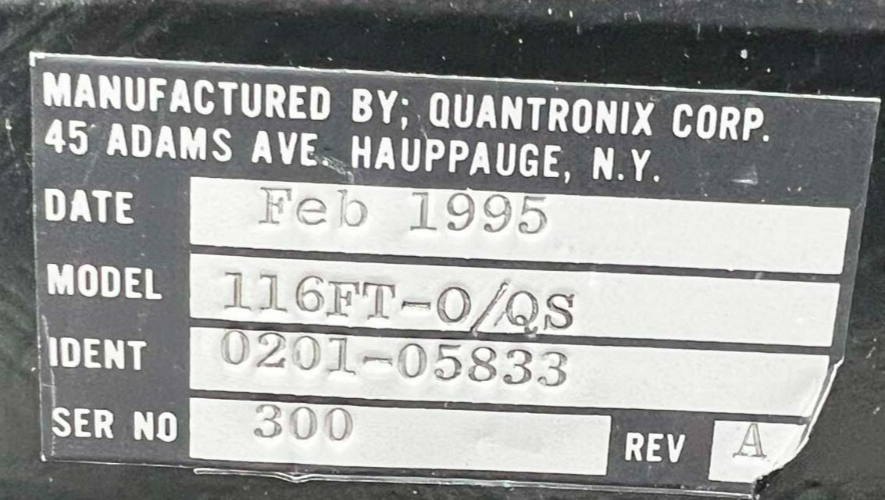 MANUFACTURED BY; QUANTRONIX CORP.
45 ADAMS AVE. HAUPPAUGE, N.Y.
DATE Feb 1995
MODEL 116FT-O/QS
IDENT 0201-05833
SER NO 300 REV A